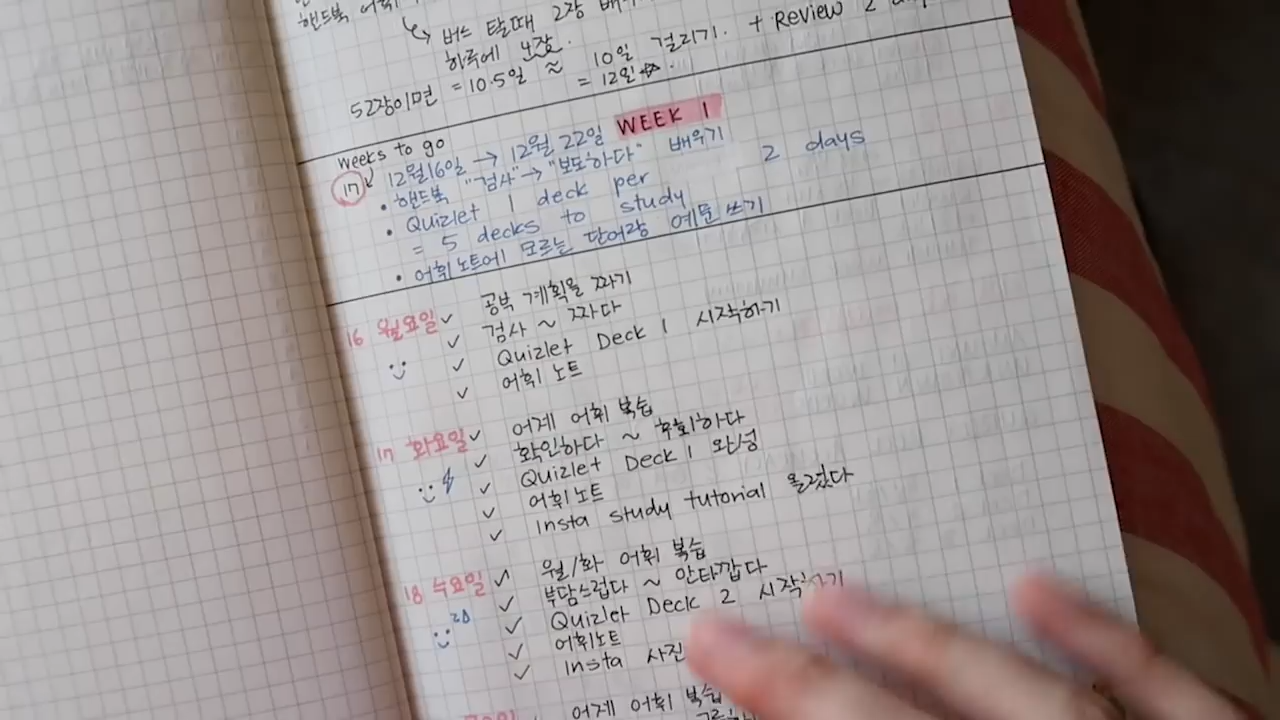 핸드북 어휘
버스 탈때 2장 배우
하루에 5장.
52장이면 = 10.5일 ≈ 10일 걸리기. + Review 2
= 12일
weeks to go
17 12월16일 → 12월 22일 WEEK 1
• 핸드북 "검사" → "보도하다" 배우기
• Quizlet 1 deck per 2 days
= 5 decks to study
• 어휘노트에 모르는 단어랑 예문 쓰기
16 월요일 ✓ 공부 계획을 짜기
✓ 검사 ~ 짜다
✓ Quizlet Deck 1 시작하기
✓ 어휘 노트
17 화요일 ✓ 어제 어휘 복습
✓ 확인하다 ~ 후회하다
✓ Quizlet Deck 1 완성
✓ 어휘노트
✓ Insta study tutorial 올렸다
18 수요일 ✓ 월/화 어휘 복습
✓ 부담스럽다 ~ 안타깝다
✓ Quizlet Deck 2 시작하기
✓ 어휘노트
✓ Insta 사진
어제 어휘 복습